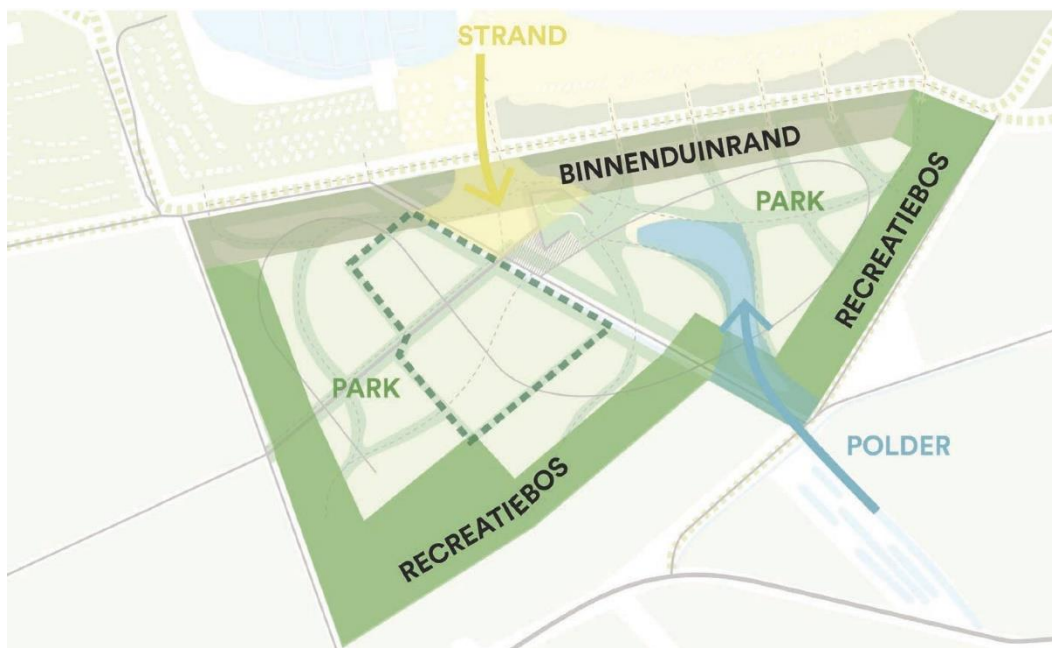 STRAND
BINNENDUINRAND
PARK
RECREATIEBOS
PARK
POLDER
RECREATIEBOS